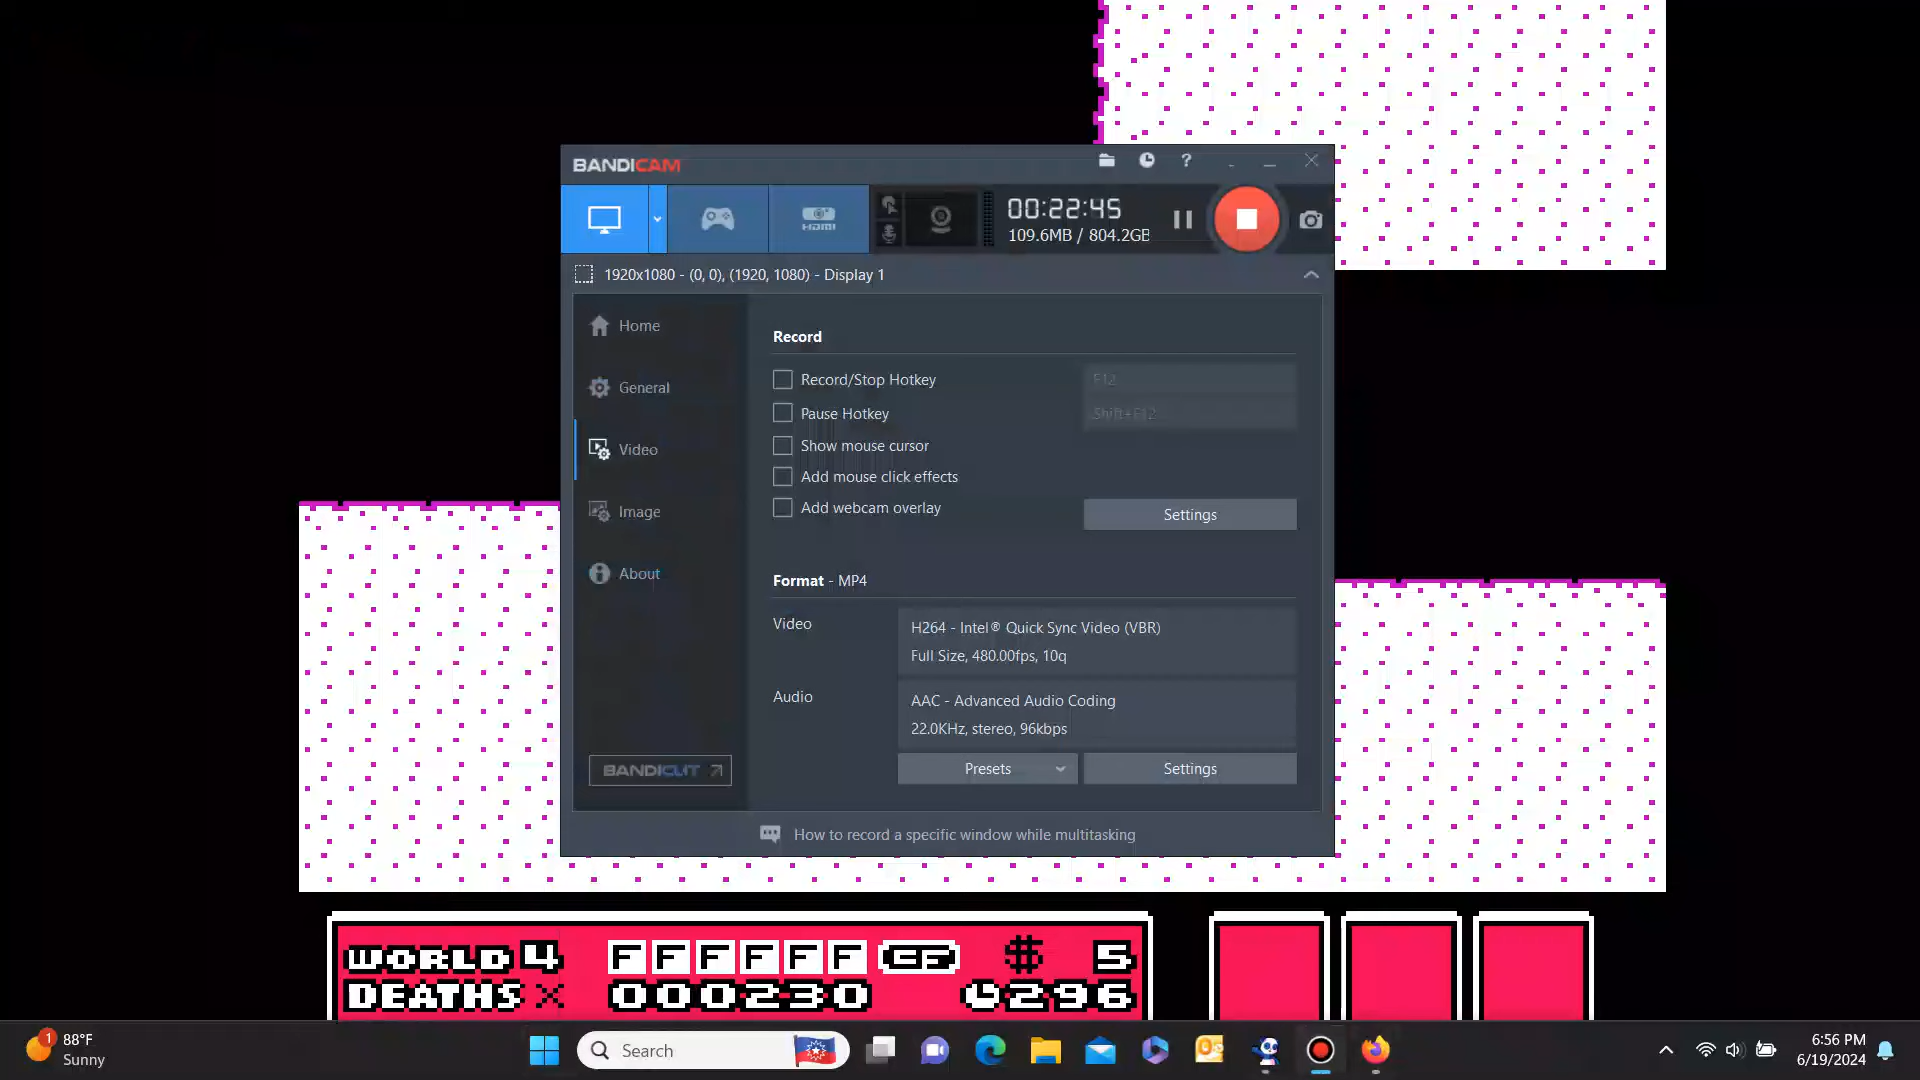 BANDICAM
?
00:22:45
109.6MB / 804.2GB
HDMI
1920x1080 - (0, 0), (1920, 1080) - Display 1
Home
General
Video
Image
About
BANDICUT
Record
Record/Stop Hotkey
F12
Pause Hotkey
Shift+F12
Show mouse cursor
Add mouse click effects
Add webcam overlay
Settings
Format - MP4
Video
H264 - Intel® Quick Sync Video (VBR)
Full Size, 480.00fps, 10q
Audio
AAC - Advanced Audio Coding
22.0KHz, stereo, 96kbps
Presets
Settings
How to record a specific window while multitasking
WORLD 4 F F F F F F $ 5
DEATHS × 000230 296
1
88°F
Sunny
Search
6:56 PM
6/19/2024